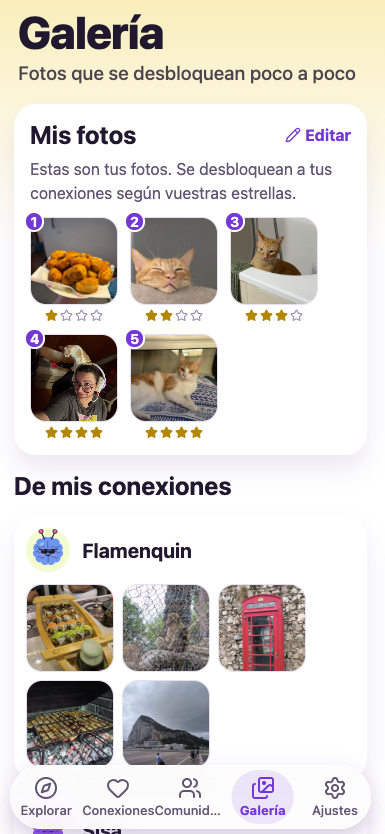 Galería
Fotos que se desbloquean poco a poco
Mis fotos
Editar
Estas son tus fotos. Se desbloquean a tus
conexiones según vuestras estrellas.
1
2
3
4
5
De mis conexiones
Flamenquin
Sisa
Explorar
Conexiones
Comunid...
Galería
Ajustes